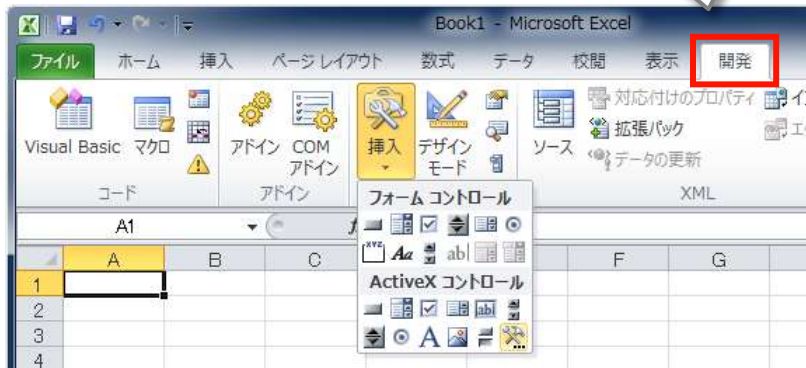 Book1 - Microsoft Excel
ファイル ホーム 挿入 ページ レイアウト 数式 データ 校閲 表示 開発
Visual Basic マクロ アドイン COM アドイン 挿入 デザイン モード ソース 対応付けのプロパティ
拡張パック
データの更新
コード アドイン XML
フォーム コントロール
XYZ Aa ab|
ActiveX コントロール
abl
A
A1
A B C F G
1
2
3
4